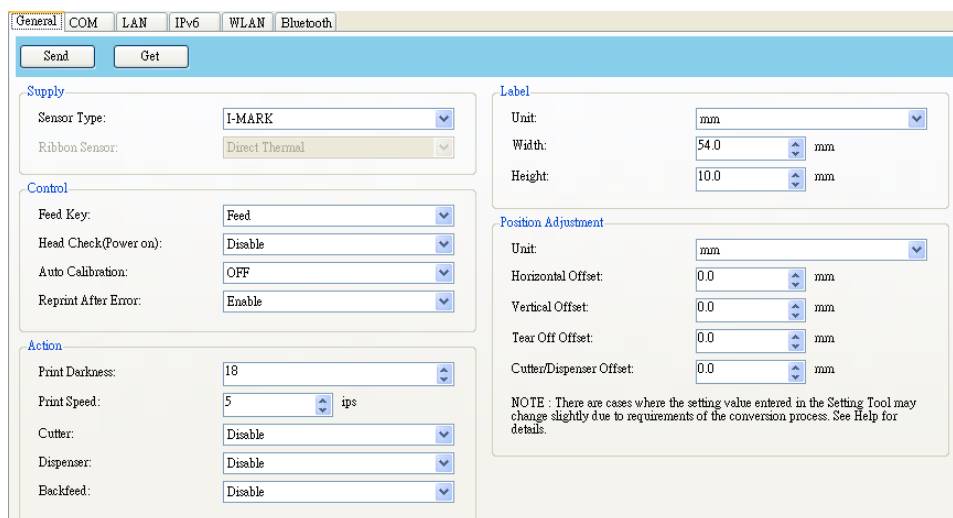 General COM LAN IPv6 WLAN Bluetooth
Send Get
Supply
Sensor Type: I-MARK
Ribbon Sensor: Direct Thermal
Control
Feed Key: Feed
Head Check(Power on): Disable
Auto Calibration: OFF
Reprint After Error: Enable
Action
Print Darkness: 18
Print Speed: 5 ips
Cutter: Disable
Dispenser: Disable
Backfeed: Disable
Label
Unit: mm
Width: 54.0 mm
Height: 10.0 mm
Position Adjustment
Unit: mm
Horizontal Offset: 0.0 mm
Vertical Offset: 0.0 mm
Tear Off Offset: 0.0 mm
Cutter/Dispenser Offset: 0.0 mm
NOTE : There are cases where the setting value entered in the Setting Tool may
change slightly due to requirements of the conversion process. See Help for
details.